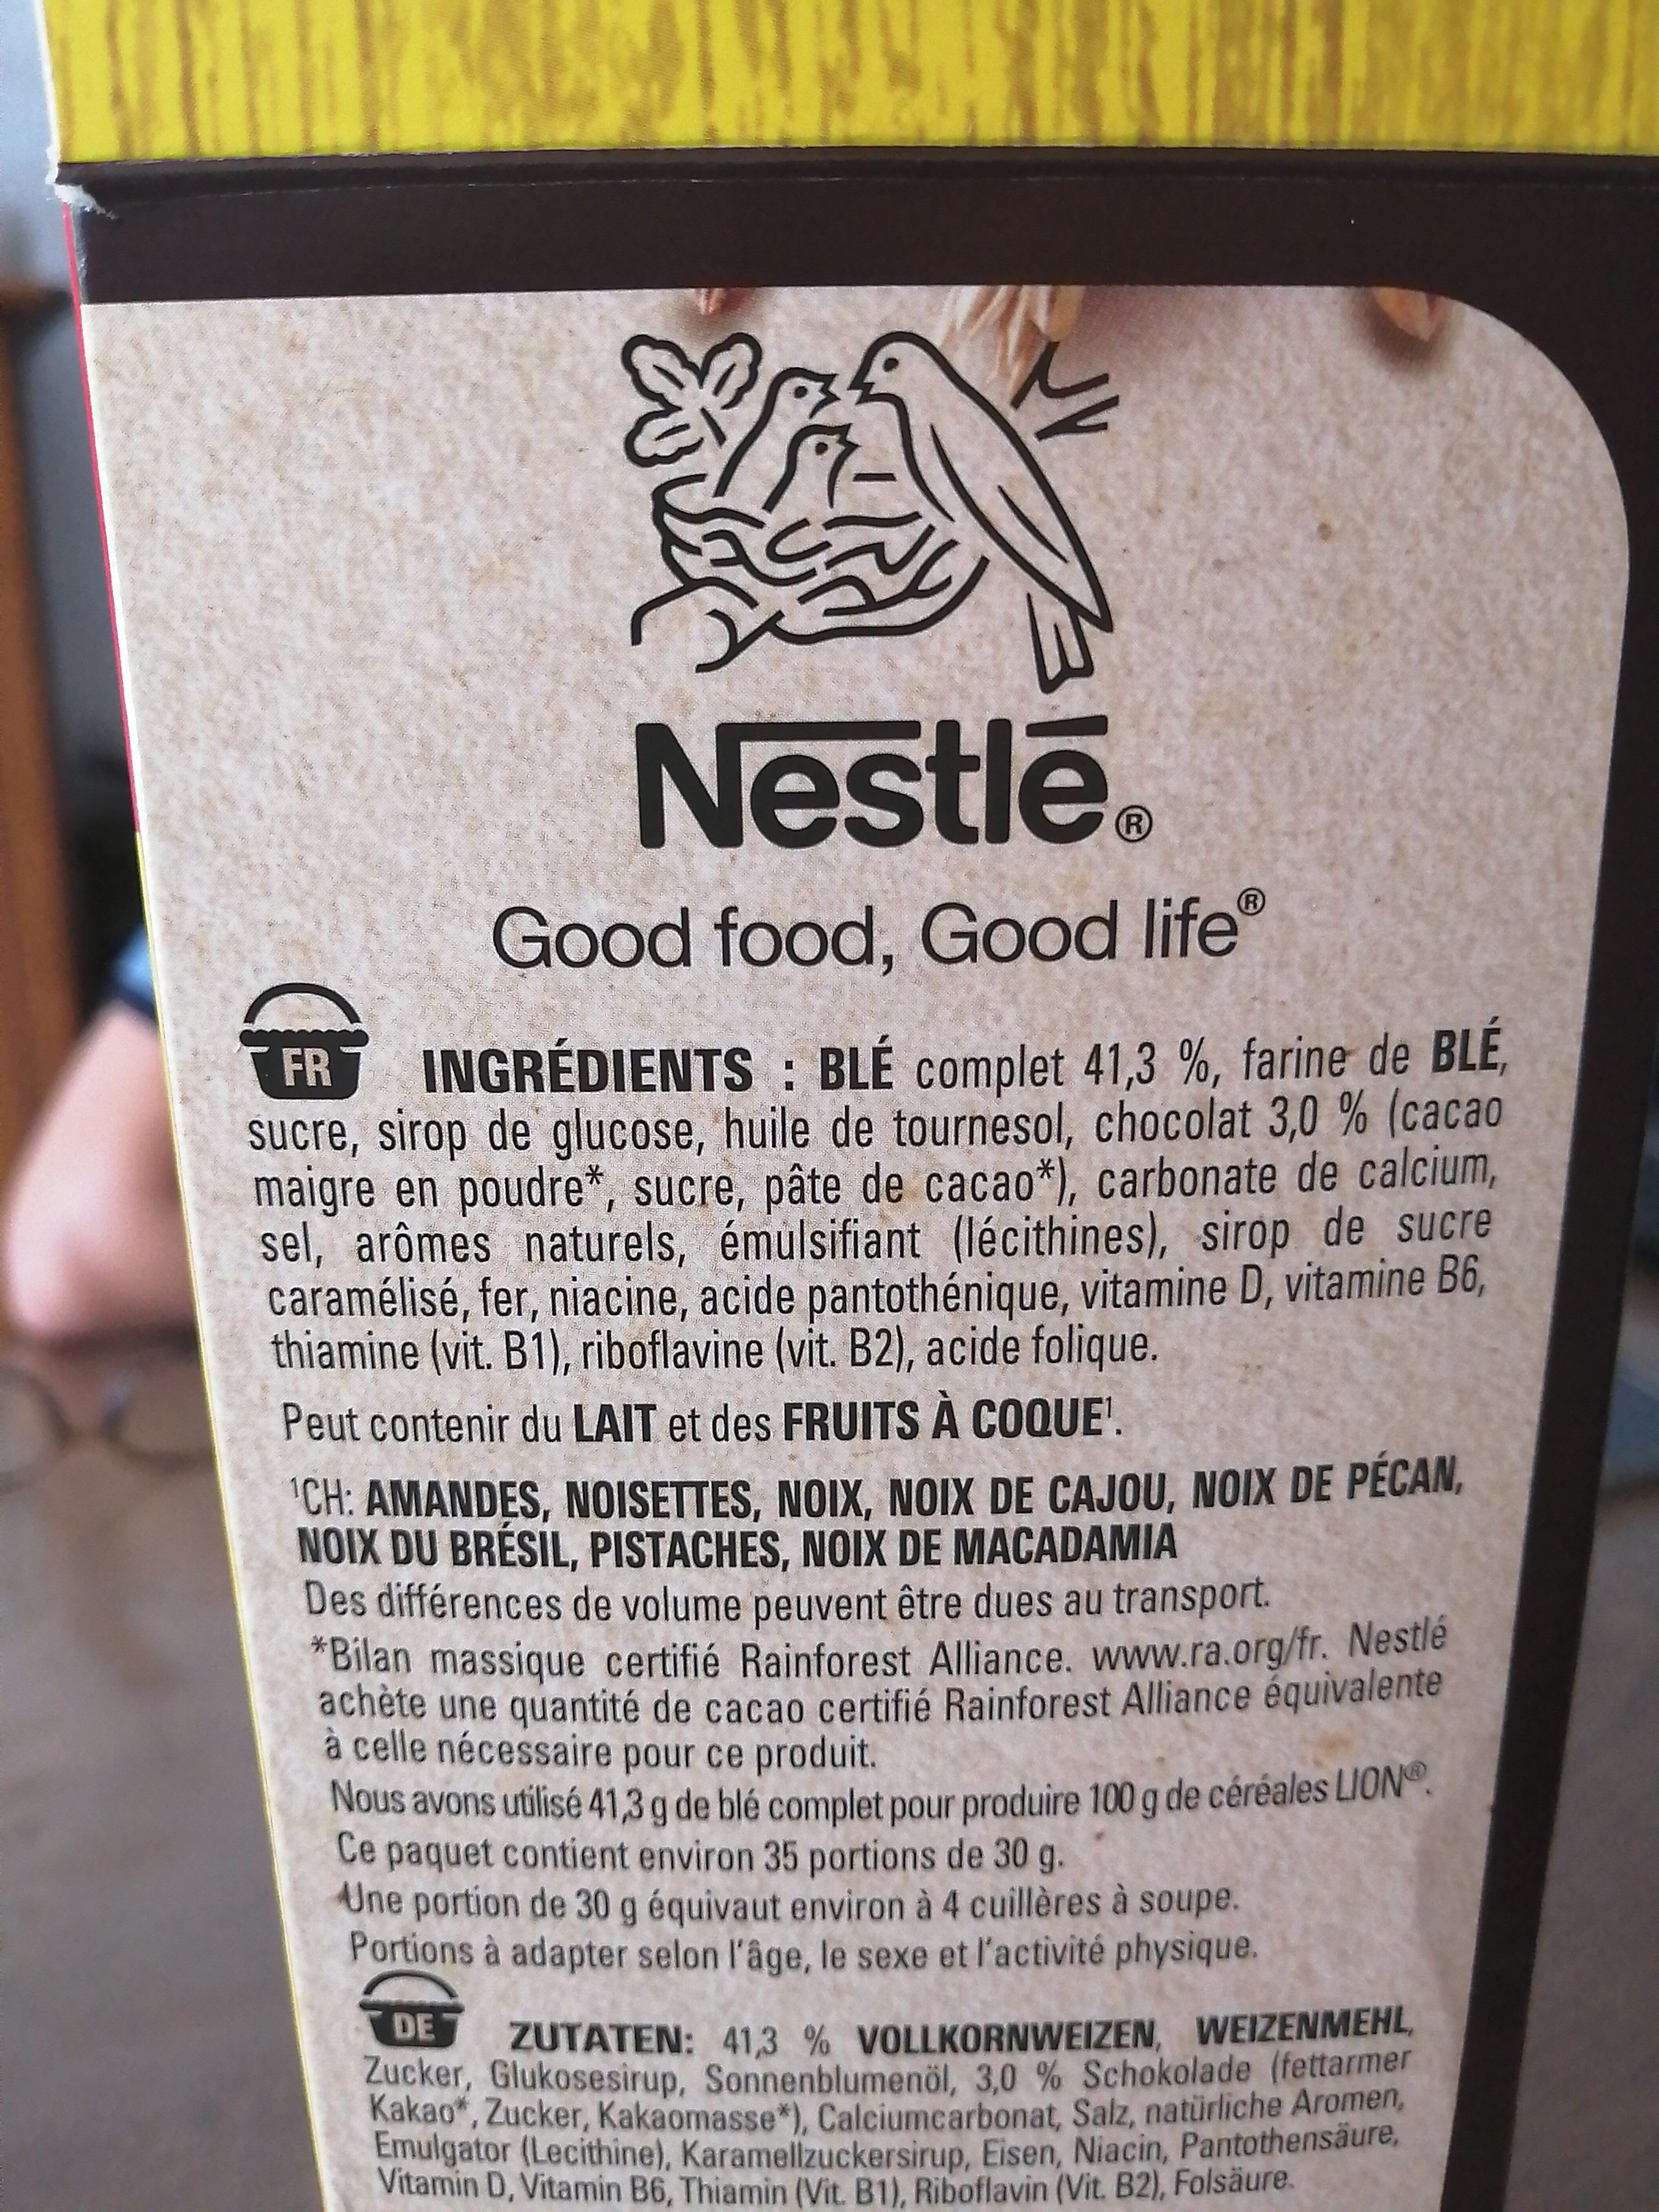 Nestlé®
Good food, Good life®
FR
INGRÉDIENTS : BLÉ complet 41,3 %, farine de BLÉ,
sucre, sirop de glucose, huile de tournesol, chocolat 3,0 % (cacao
maigre en poudre*, sucre, pâte de cacao*), carbonate de calcium,
sel, arômes naturels, émulsifiant (lécithines), sirop de sucre
caramélisé, fer, niacine, acide pantothénique, vitamine D, vitamine B6,
thiamine (vit. B1), riboflavine (vit. B2), acide folique.
Peut contenir du LAIT et des FRUITS À COQUE¹.
¹CH: AMANDES, NOISETTES, NOIX, NOIX DE CAJOU, NOIX DE PÉCAN,
NOIX DU BRÉSIL, PISTACHES, NOIX DE MACADAMIA
Des différences de volume peuvent être dues au transport.
*Bilan massique certifié Rainforest Alliance. www.ra.org/fr. Nestlé
achète une quantité de cacao certifié Rainforest Alliance équivalente
à celle nécessaire pour ce produit.
Nous avons utilisé 41,3 g de blé complet pour produire 100 g de céréales LION®.
Ce paquet contient environ 35 portions de 30 g.
Une portion de 30 g équivaut environ à 4 cuillères à soupe.
Portions à adapter selon l'âge, le sexe et l'activité physique.
DE
ZUTATEN: 41,3 % VOLLKORNWEIZEN, WEIZENMEHL,
Zucker, Glukosesirup, Sonnenblumenöl, 3,0 % Schokolade (fettarmer
Kakao*, Zucker, Kakaomasse*), Calciumcarbonat, Salz, natürliche Aromen,
Emulgator (Lecithine), Karamellzuckersirup, Eisen, Niacin, Pantothensäure,
Vitamin D, Vitamin B6, Thiamin (Vit. B1), Riboflavin (Vit. B2), Folsäure.